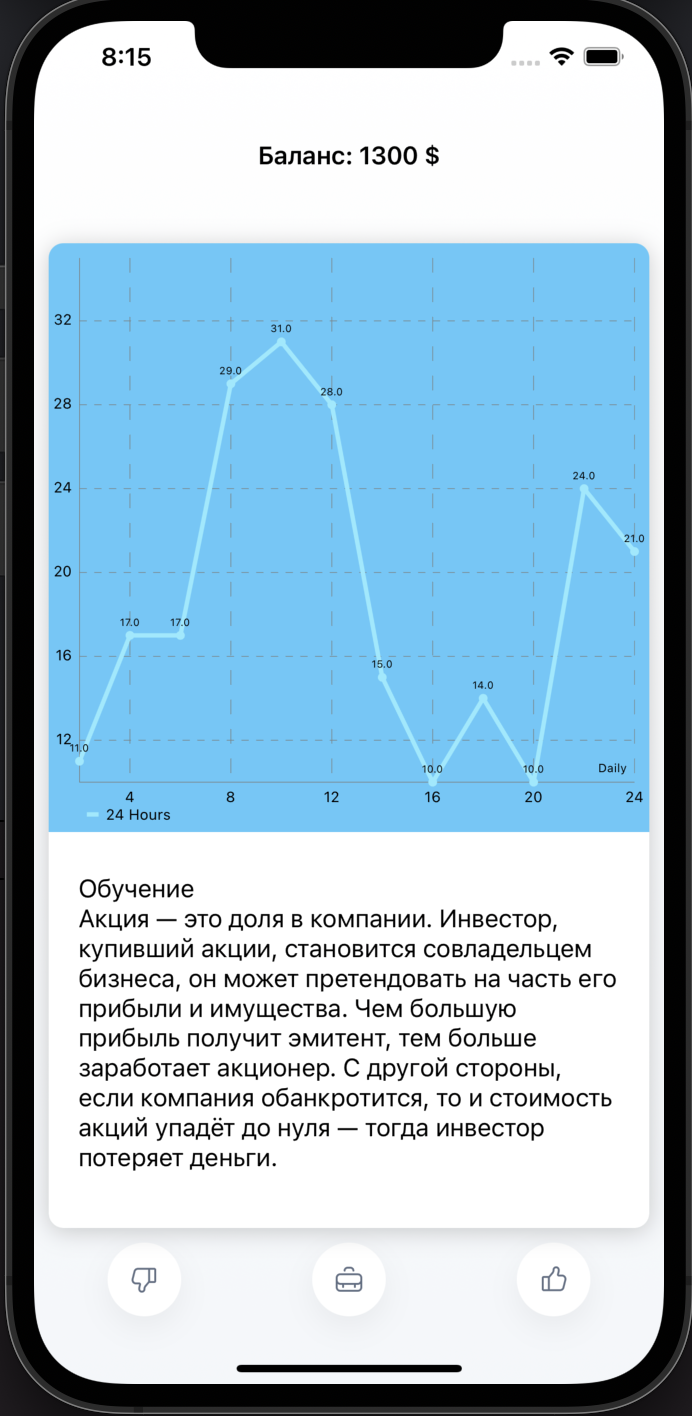 8:15
Баланс: 1300 $
32
28
24
20
16
12
11.0
17.0
17.0
29.0
31.0
28.0
15.0
10.0
14.0
10.0
24.0
21.0
Daily
4 8 12 16 20 24
24 Hours
Обучение
Акция — это доля в компании. Инвестор,
купивший акции, становится совладельцем
бизнеса, он может претендовать на часть его
прибыли и имущества. Чем большую
прибыль получит эмитент, тем больше
заработает акционер. С другой стороны,
если компания обанкротится, то и стоимость
акций упадёт до нуля — тогда инвестор
потеряет деньги.